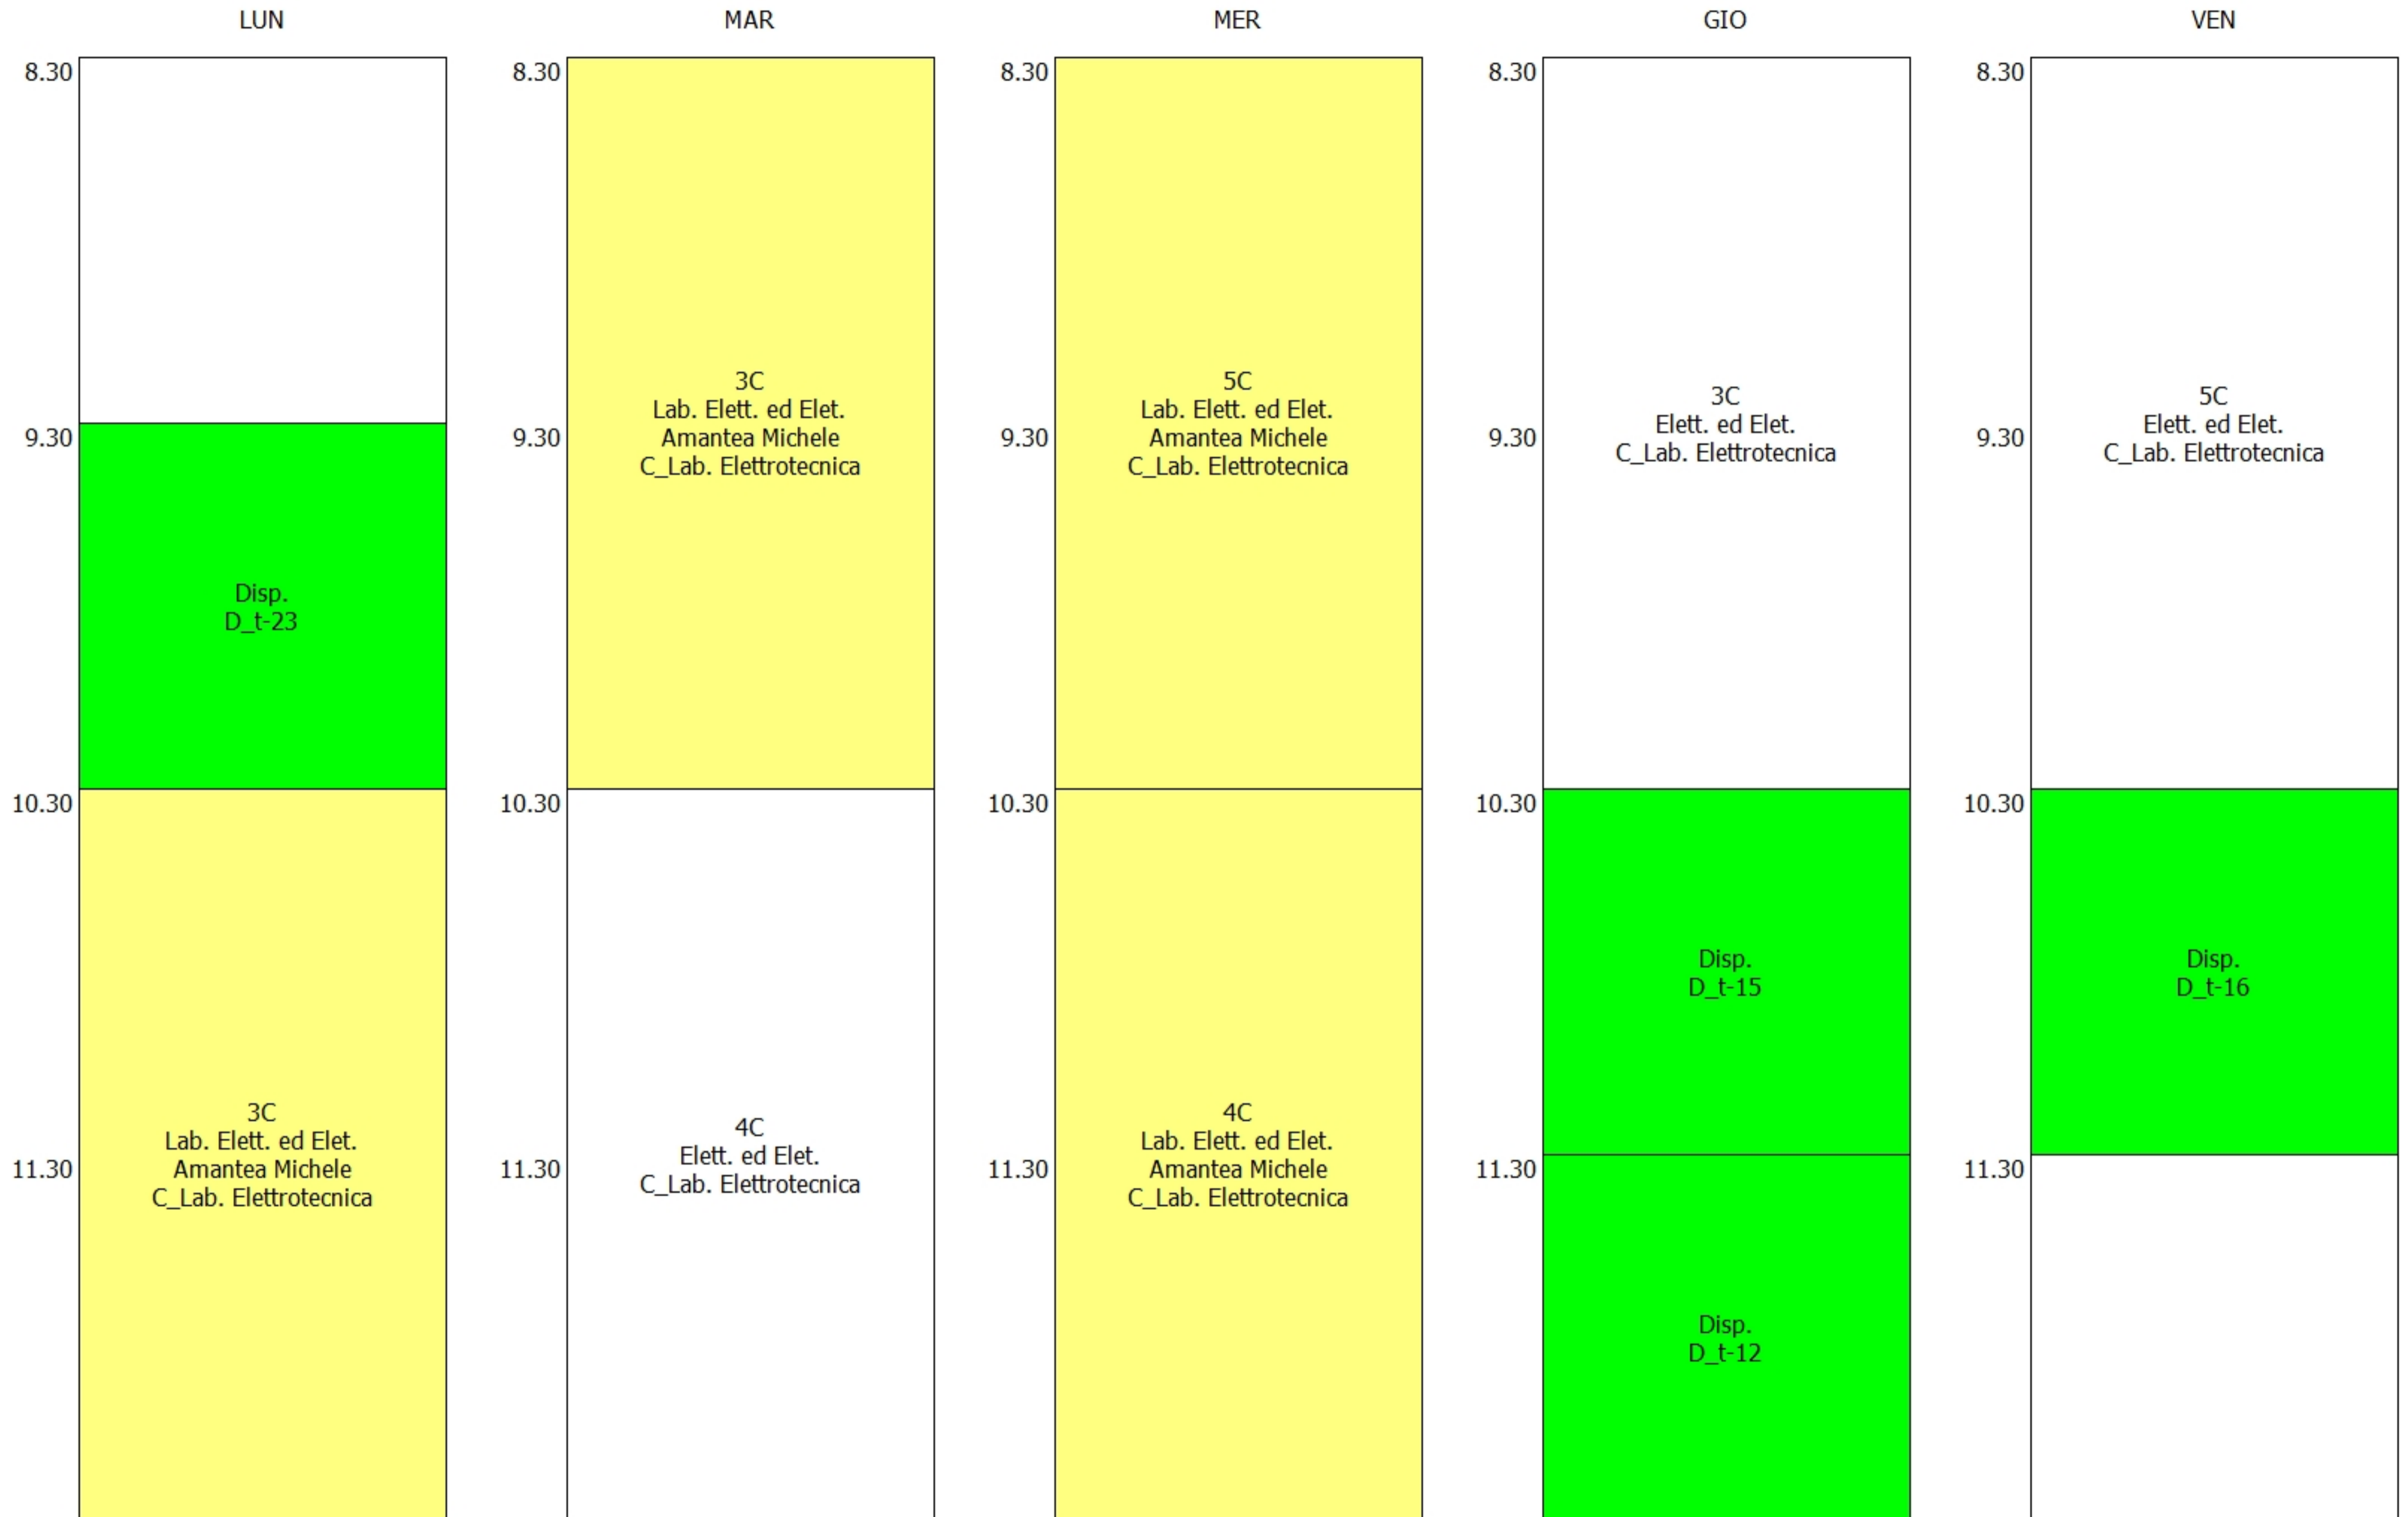 LUN
8.30
9.30
Disp.
D_t-23
10.30
3C
Lab. Elett. ed Elet.
Amantea Michele
C_Lab. Elettrotecnica
11.30
MAR
8.30
3C
Lab. Elett. ed Elet.
Amantea Michele
C_Lab. Elettrotecnica
9.30
10.30
4C
Elett. ed Elet.
C_Lab. Elettrotecnica
11.30
MER
8.30
5C
Lab. Elett. ed Elet.
Amantea Michele
C_Lab. Elettrotecnica
9.30
10.30
4C
Lab. Elett. ed Elet.
Amantea Michele
C_Lab. Elettrotecnica
11.30
GIO
8.30
3C
Elett. ed Elet.
C_Lab. Elettrotecnica
9.30
10.30
Disp.
D_t-15
11.30
Disp.
D_t-12
VEN
8.30
5C
Elett. ed Elet.
C_Lab. Elettrotecnica
9.30
10.30
Disp.
D_t-16
11.30